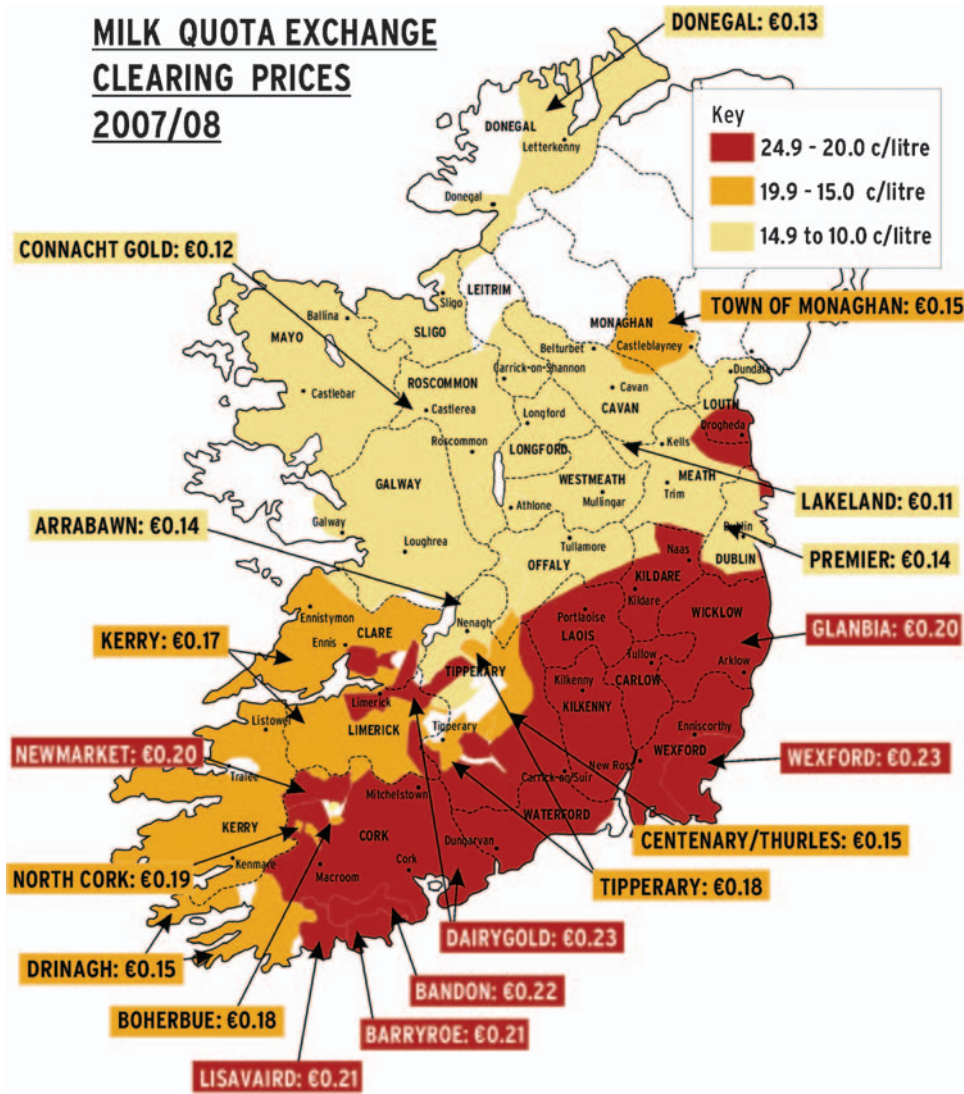 MILK QUOTA EXCHANGE
CLEARING PRICES
2007/08
DONEGAL: €0.13
Key
24.9 - 20.0 c/litre
19.9 - 15.0 c/litre
14.9 to 10.0 c/litre
DONEGAL
Letterkenny
Donegal
CONNACHT GOLD: €0.12
LEITRIM
Sligo
TOWN OF MONAGHAN: €0.15
Ballina
SLIGO
MONAGHAN
MAYO
Belturbet
Castleblayney
Carrick-on-Shannon
Dundalk
Castlebar
ROSCOMMON
Cavan
CAVAN
LOUTH
Castlerea
Longford
Drogheda
Roscommon
LONGFORD
Kells
GALWAY
WESTMEATH
MEATH
Mullingar
Trim
LAKELAND: €0.11
Athlone
ARRABAWN: €0.14
Galway
Dublin
Loughrea
Tullamore
PREMIER: €0.14
OFFALY
DUBLIN
Naas
KILDARE
Kildare
Ennistymon
CLARE
Portlaoise
WICKLOW
KERRY: €0.17
Ennis
Nenagh
LAOIS
GLANBIA: €0.20
TIPPERARY
Tullow
Arklow
Kilkenny
CARLOW
Limerick
KILKENNY
Listowel
LIMERICK
Tipperary
Enniscorthy
NEWMARKET: €0.20
WEXFORD
WEXFORD: €0.23
Tralee
New Ross
Carrick-on-Suir
Mitchelstown
WATERFORD
KERRY
CORK
Dungarvan
CENTENARY/THURLES: €0.15
Kenmare
Cork
NORTH CORK: €0.19
Macroom
TIPPERARY: €0.18
DAIRYGOLD: €0.23
DRINAGH: €0.15
BANDON: €0.22
BOHERBUE: €0.18
BARRYROE: €0.21
LISAVAIRD: €0.21